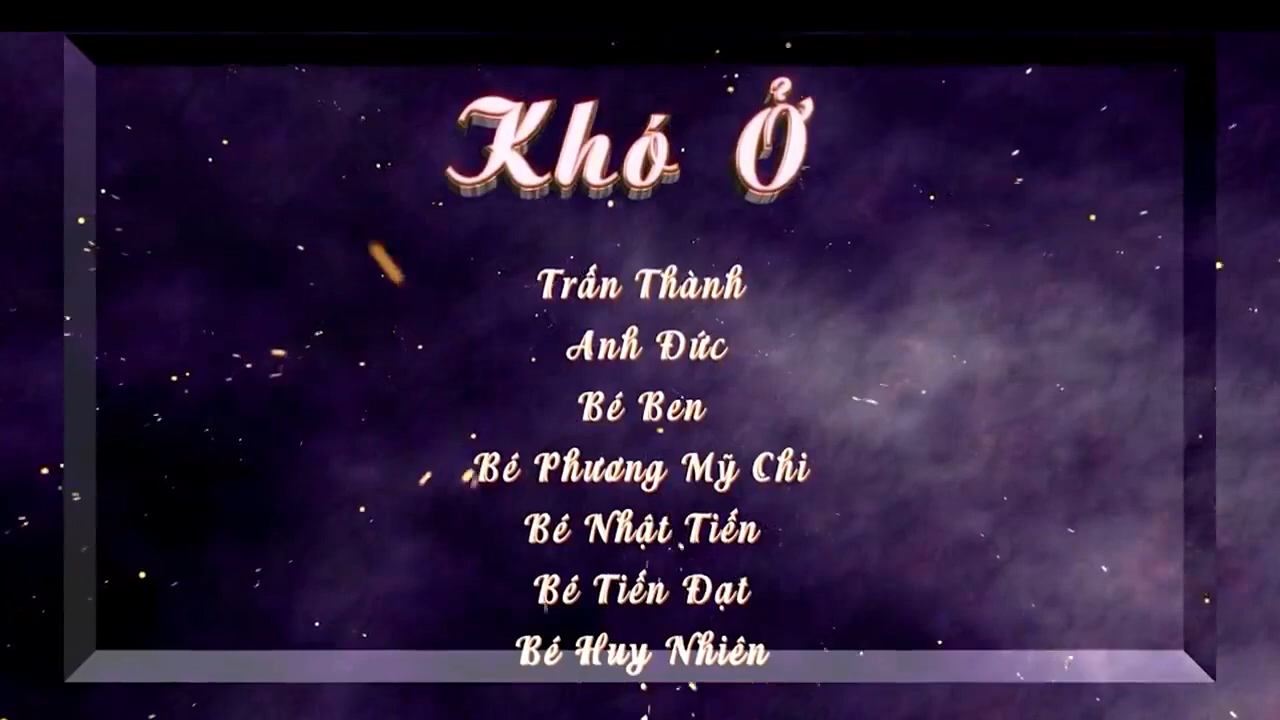 Khó Ở
Trấn Thành
Anh Đức
Bé Ben
Bé Phương Mỹ Chi
Bé Nhật Tiến
Bé Tiến Đạt
Bé Huy Nhiên